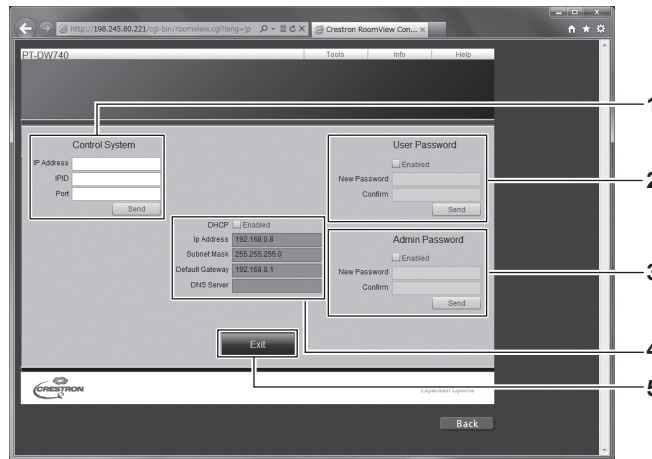 http://198.245.80.221/cgi-bin/roomview.cgi?lang=jp
Crestron RoomView Con...
PT-DW740
Tools
Info
Help
1
Control System
IP Address
IPID
Port
Send
User Password
Enabled
New Password
Confirm
Send
2
DHCP Enabled
Ip Address 192.168.0.8
Subnet Mask 255.255.255.0
Default Gateway 192.168.0.1
DNS Server
Admin Password
Enabled
New Password
Confirm
Send
3
4
Exit
5
CRESTRON
Expansion Options
Back